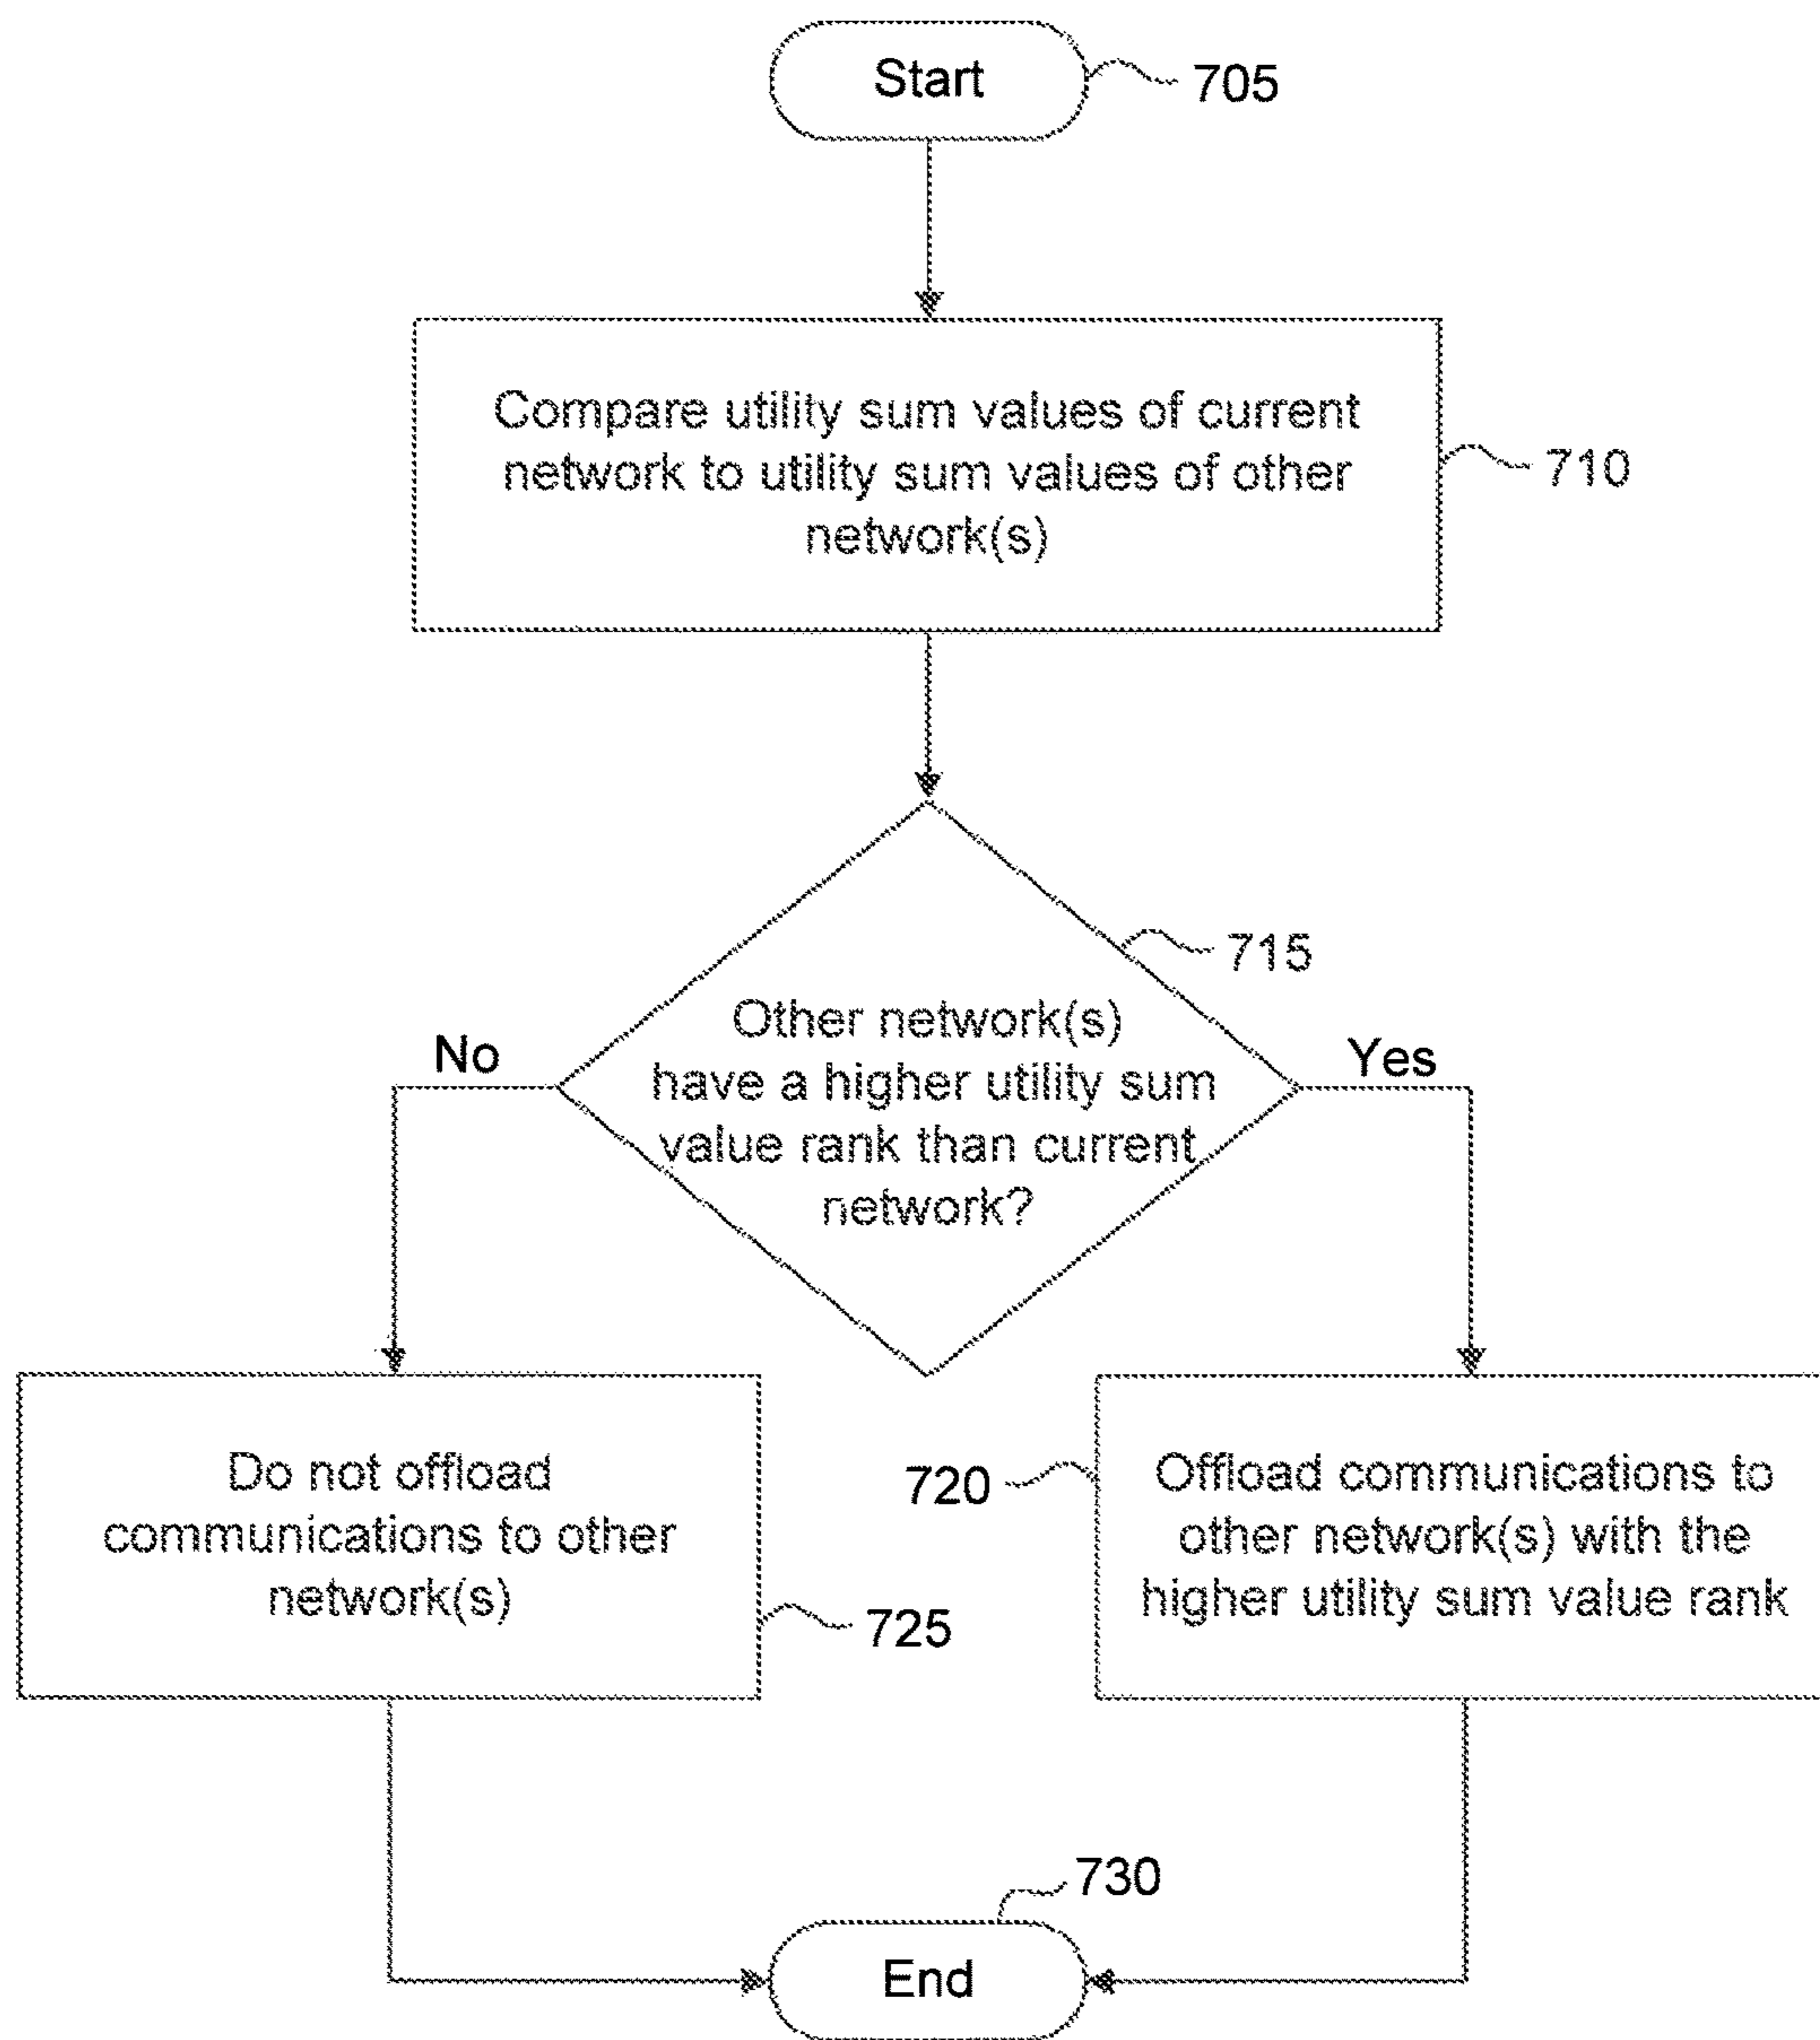 Start
705
Compare utility sum values of current
network to utility sum values of other
network(s)
710
715
Other network(s)
have a higher utility sum
value rank than current
network?
No
Yes
Do not offload
communications to other
network(s)
725
720
Offload communications to
other network(s) with the
higher utility sum value rank
730
End